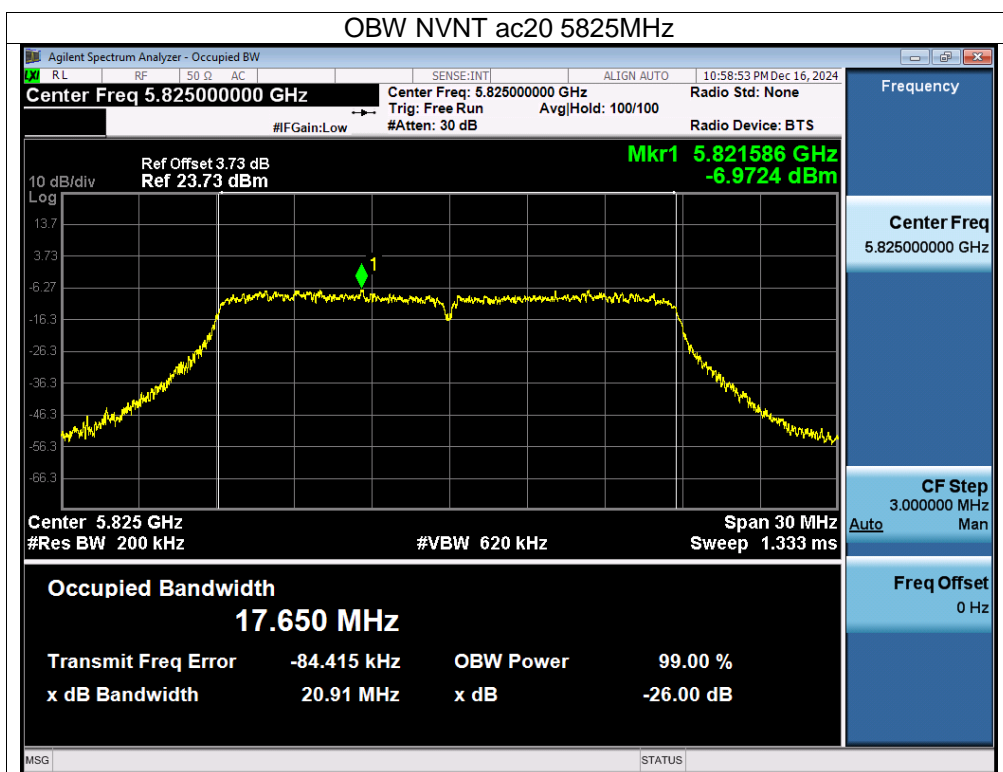 OBW NVNT ac20 5825MHz
Agilent Spectrum Analyzer - Occupied BW
LXI RL RF 50 Ω AC SENSE:INT ALIGN AUTO 10:58:53 PM Dec 16, 2024
Center Freq 5.825000000 GHz
Center Freq: 5.825000000 GHz
Radio Std: None
Trig: Free Run Avg|Hold: 100/100
#IFGain:Low #Atten: 30 dB Radio Device: BTS
Ref Offset 3.73 dB
10 dB/div Ref 23.73 dBm
Mkr1 5.821586 GHz
-6.9724 dBm
Log
13.7
3.73
-6.27
-16.3
-26.3
-36.3
-46.3
-56.3
-66.3
1
Center 5.825 GHz Span 30 MHz
#Res BW 200 kHz #VBW 620 kHz Sweep 1.333 ms
Occupied Bandwidth
17.650 MHz
Transmit Freq Error -84.415 kHz OBW Power 99.00 %
x dB Bandwidth 20.91 MHz x dB -26.00 dB
MSG STATUS
Frequency
Center Freq
5.825000000 GHz
CF Step
3.000000 MHz
Auto Man
Freq Offset
0 Hz